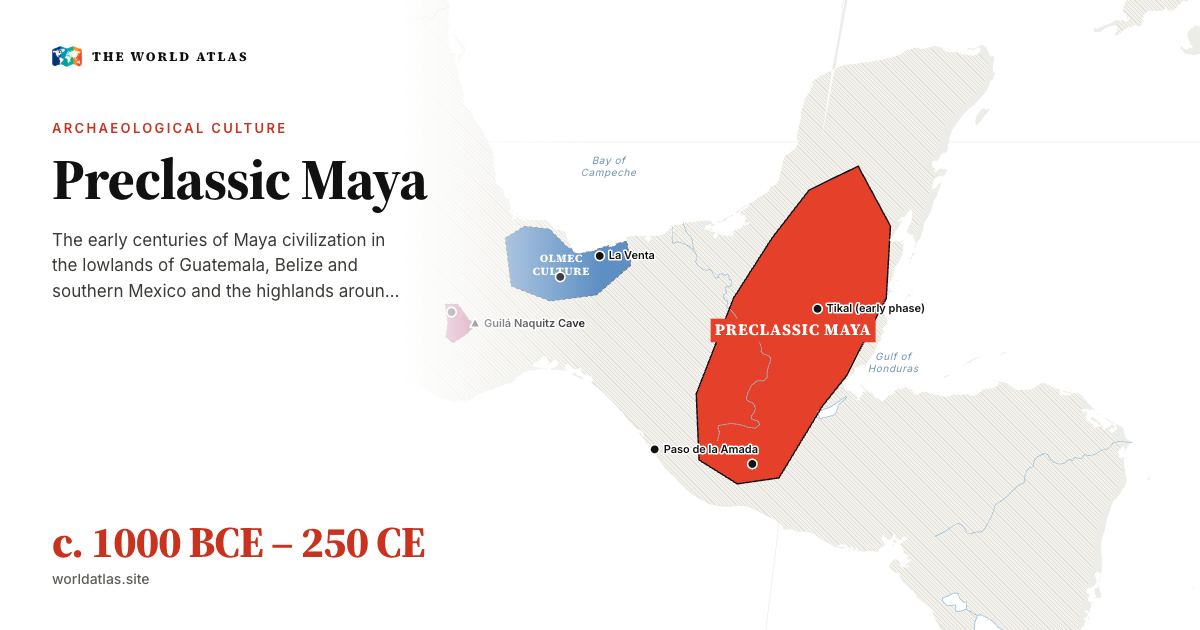 THE WORLD ATLAS
ARCHAEOLOGICAL CULTURE
Preclassic Maya
The early centuries of Maya civilization in
the lowlands of Guatemala, Belize and
southern Mexico and the highlands aroun...
c. 1000 BCE – 250 CE
worldatlas.site
Bay of
Campeche
OLMEC
CULTURE
La Venta
Guilá Naquitz Cave
Tikal (early phase)
PRECLASSIC MAYA
Gulf of
Honduras
Paso de la Amada